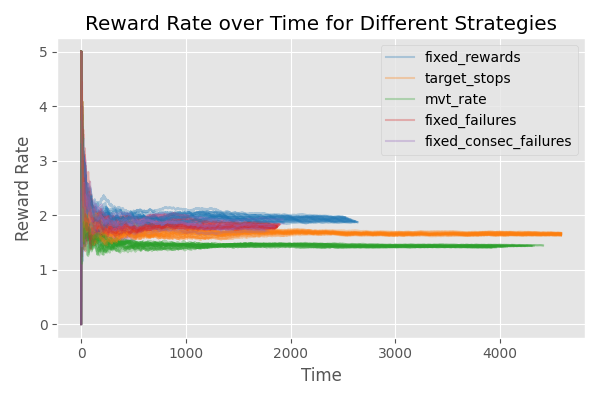 Reward Rate over Time for Different Strategies
fixed_rewards
target_stops
mvt_rate
fixed_failures
fixed_consec_failures
Reward Rate
5
4
3
2
1
0
0 1000 2000 3000 4000
Time